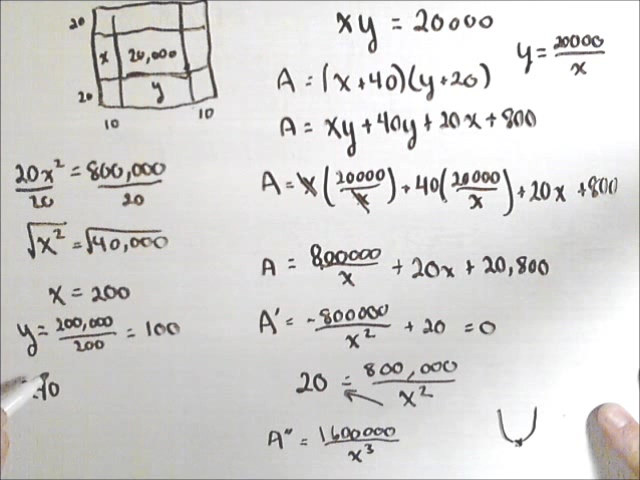 20
x 20,000
20 y
10 10
20x² = 800,000
20 20
√x² = √40,000
x = 200
y = 200,000/200 = 100
xy = 20000
y = 20000/x
A = (x+40)(y+20)
A = xy + 40y + 20x + 800
A = x(20000/x) + 40(20000/x) + 20x + 800
A = 800000/x + 20x + 20,800
A' = -800000/x² + 20 = 0
20 = 800,000/x²
A" = 1600000/x³